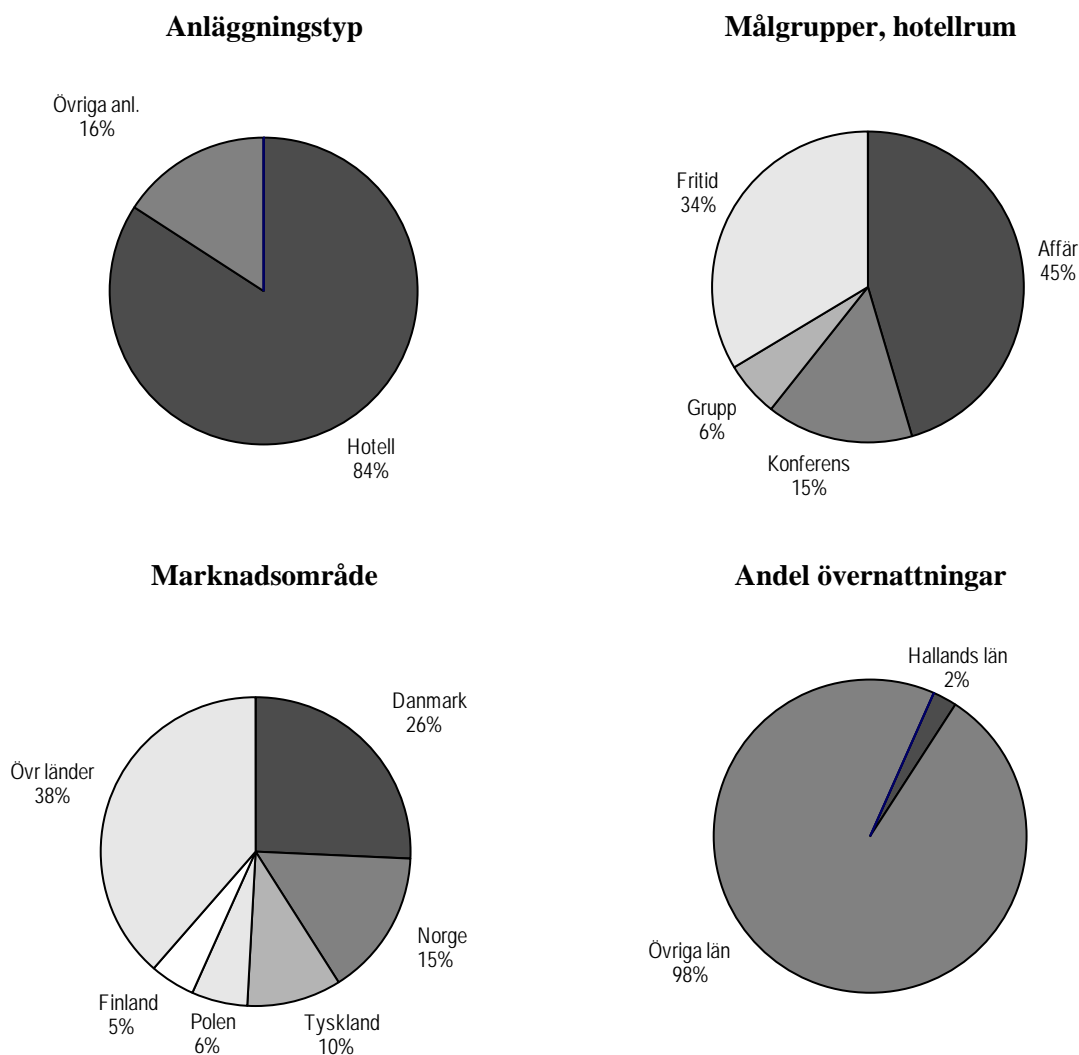 Anläggningstyp
Övriga anl.
16%
Hotell
84%
Målgrupper, hotellrum
Fritid
34%
Affär
45%
Grupp
6%
Konferens
15%
Marknadsområde
Danmark
26%
Övr länder
38%
Norge
15%
Finland
5%
Polen
6%
Tyskland
10%
Andel övernattningar
Hallands län
2%
Övriga län
98%